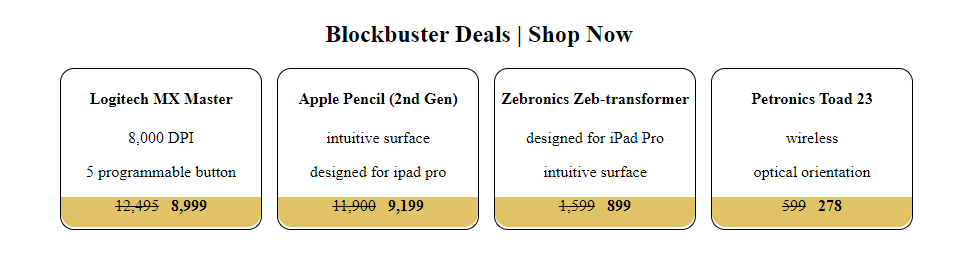 Blockbuster Deals | Shop Now
Logitech MX Master
8,000 DPI
5 programmable button
12,495 8,999
Apple Pencil (2nd Gen)
intuitive surface
designed for ipad pro
11,900 9,199
Zebronics Zeb-transformer
designed for iPad Pro
intuitive surface
1,599 899
Petronics Toad 23
wireless
optical orientation
599 278